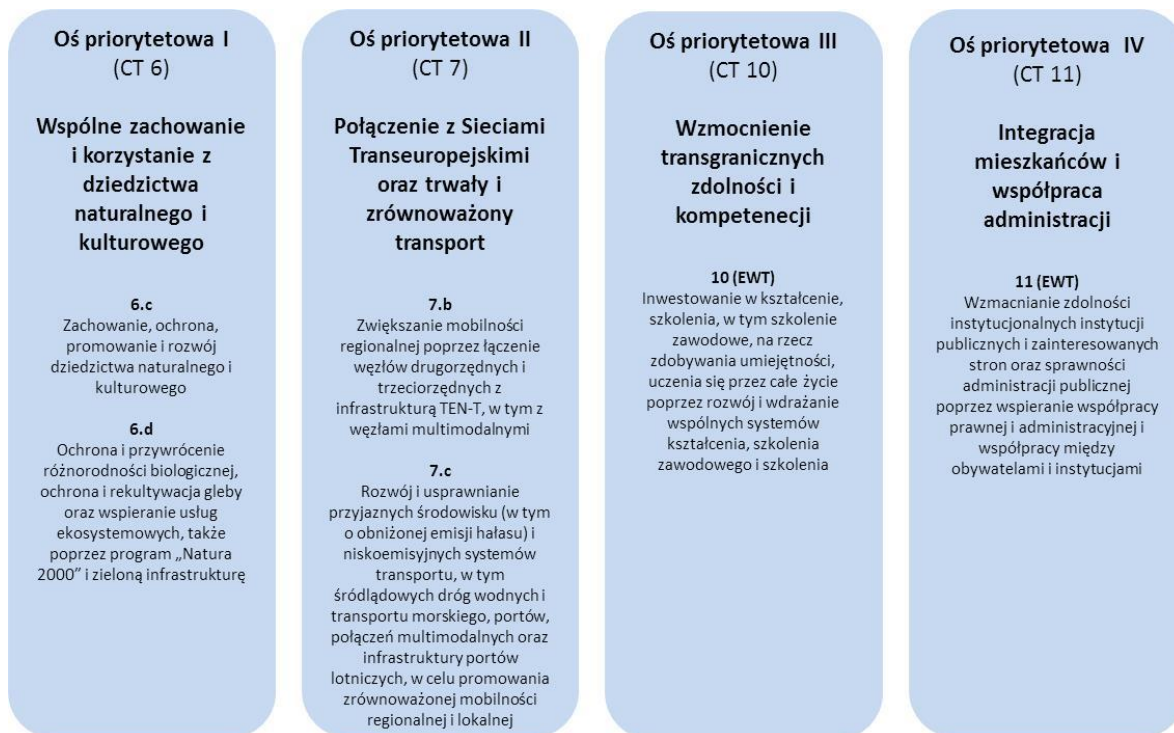 Oś priorytetowa I
(CT 6)
Wspólne zachowanie
i korzystanie z
dziedzictwa
naturalnego i
kulturowego
6.c
Zachowanie, ochrona,
promowanie i rozwój
dziedzictwa naturalnego i
kulturowego
6.d
Ochrona i przywrócenie
różnorodności biologicznej,
ochrona i rekultywacja gleby
oraz wspieranie usług
ekosystemowych, także
poprzez program „Natura
2000” i zieloną infrastrukturę
Oś priorytetowa II
(CT 7)
Połączenie z Sieciami
Transeuropejskimi
oraz trwały i
zrównoważony
transport
7.b
Zwiększanie mobilności
regionalnej poprzez łączenie
węzłów drugorzędnych i
trzeciorzędnych z
infrastrukturą TEN-T, w tym z
węzłami multimodalnymi
7.c
Rozwój i usprawnianie
przyjaznych środowisku (w tym
o obniżonej emisji hałasu) i
niskoemisyjnych systemów
transportu, w tym
śródlądowych dróg wodnych i
transportu morskiego, portów,
połączeń multimodalnych oraz
infrastruktury portów
lotniczych, w celu promowania
zrównoważonej mobilności
regionalnej i lokalnej
Oś priorytetowa III
(CT 10)
Wzmocnienie
transgranicznych
zdolności i
kompetenecji
10 (EWT)
Inwestowanie w kształcenie,
szkolenia, w tym szkolenie
zawodowe, na rzecz
zdobywania umiejętności,
uczenia się przez całe życie
poprzez rozwój i wdrażanie
wspólnych systemów
kształcenia, szkolenia
zawodowego i szkolenia
Oś priorytetowa IV
(CT 11)
Integracja
mieszkańców i
współpraca
administracji
11 (EWT)
Wzmacnianie zdolności
instytucjonalnych instytucji
publicznych i zainteresowanych
stron oraz sprawności
administracji publicznej
poprzez wspieranie współpracy
prawnej i administracyjnej i
współpracy między
obywatelami i instytucjami